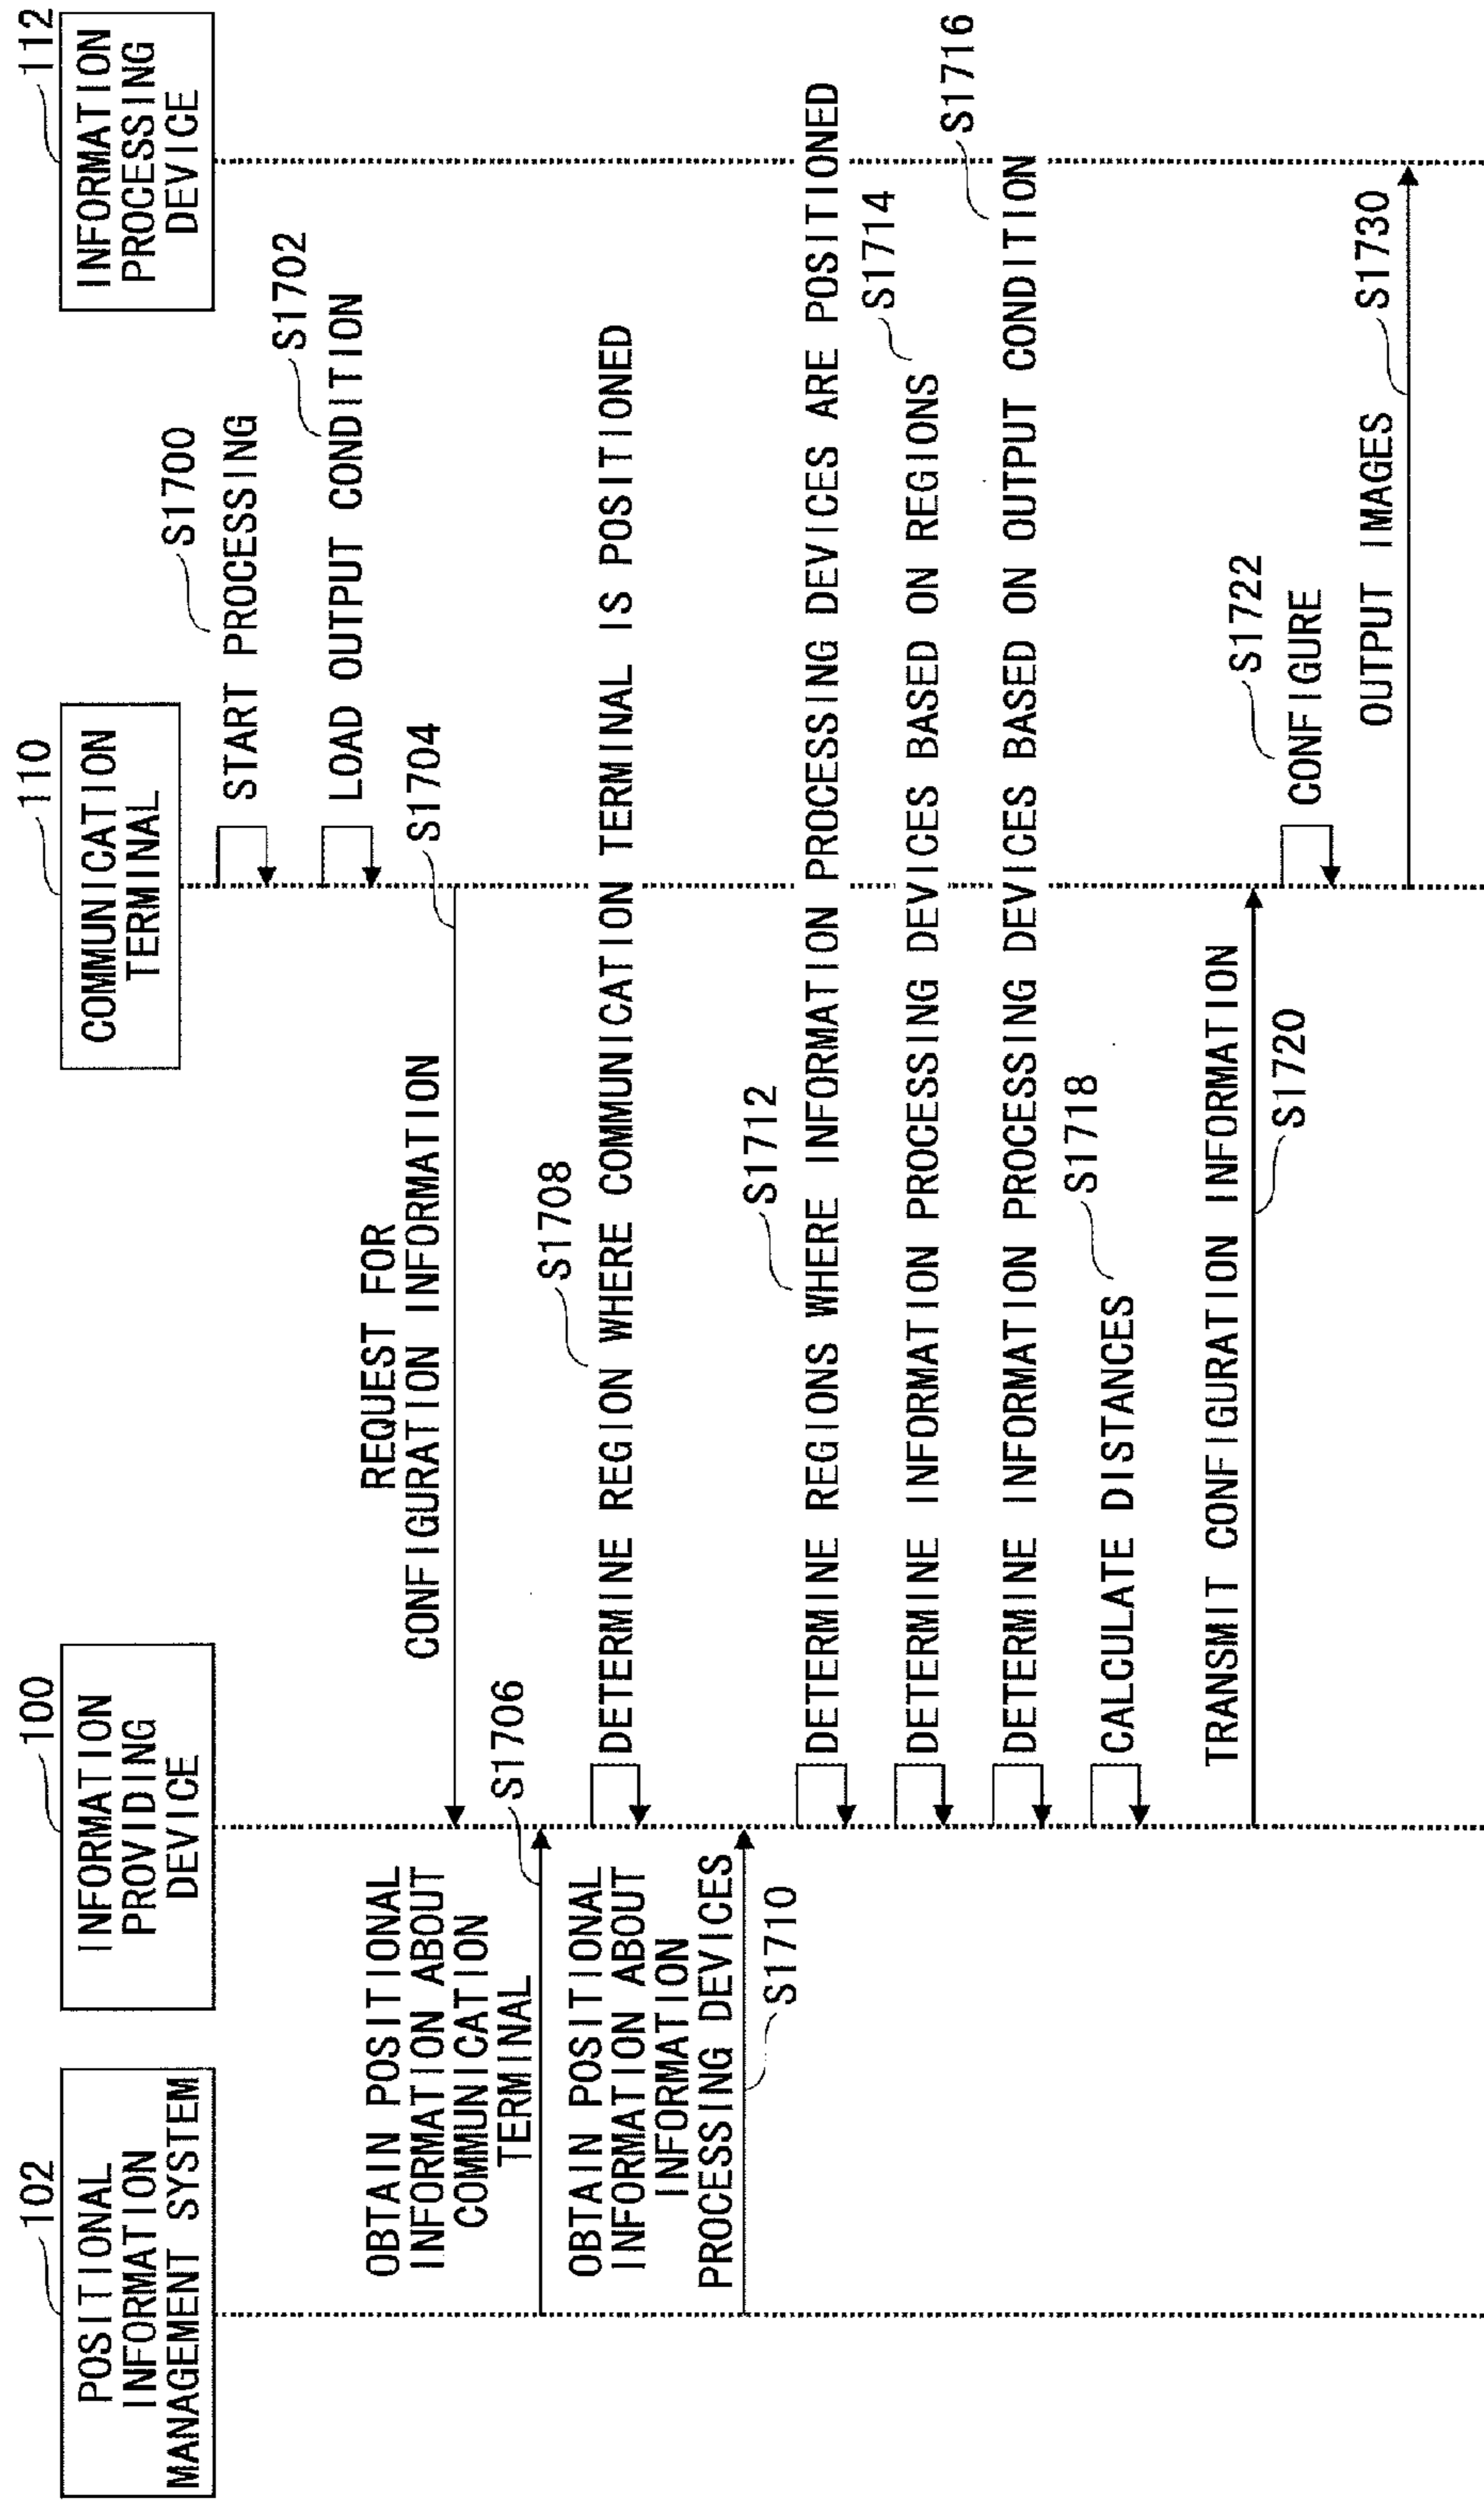 102
POSITIONAL
INFORMATION
MANAGEMENT SYSTEM
100
INFORMATION
PROVIDING
DEVICE
110
COMMUNICATION
TERMINAL
112
INFORMATION
PROCESSING
DEVICE
S1700
START PROCESSING
S1702
LOAD OUTPUT CONDITION
S1704
REQUEST FOR
CONFIGURATION INFORMATION
OBTAIN POSITIONAL
INFORMATION ABOUT
COMMUNICATION
TERMINAL
S1706
S1708
DETERMINE REGION WHERE COMMUNICATION TERMINAL IS POSITIONED
OBTAIN POSITIONAL
INFORMATION ABOUT
INFORMATION
PROCESSING DEVICES
S1710
S1712
DETERMINE REGIONS WHERE INFORMATION PROCESSING DEVICES ARE POSITIONED
S1714
DETERMINE INFORMATION PROCESSING DEVICES BASED ON REGIONS
S1716
DETERMINE INFORMATION PROCESSING DEVICES BASED ON OUTPUT CONDITION
S1718
CALCULATE DISTANCES
TRANSMIT CONFIGURATION INFORMATION
S1720
S1722
CONFIGURE
OUTPUT IMAGES
S1730